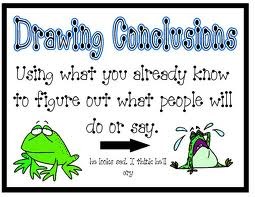 Drawing Conclusions
Using what you already know
to figure out what people will
do or say.
he looks sad. I think he'll
cry